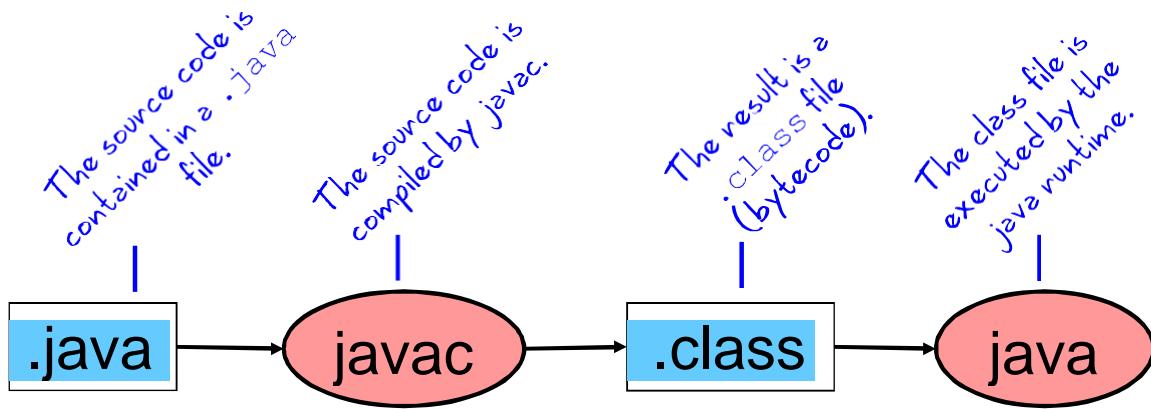 The source code is
contained in a .java
file.
The source code is
compiled by javac.
The result is a
.class file
(bytecode).
The class file is
executed by the
java runtime.
.java
javac
.class
java